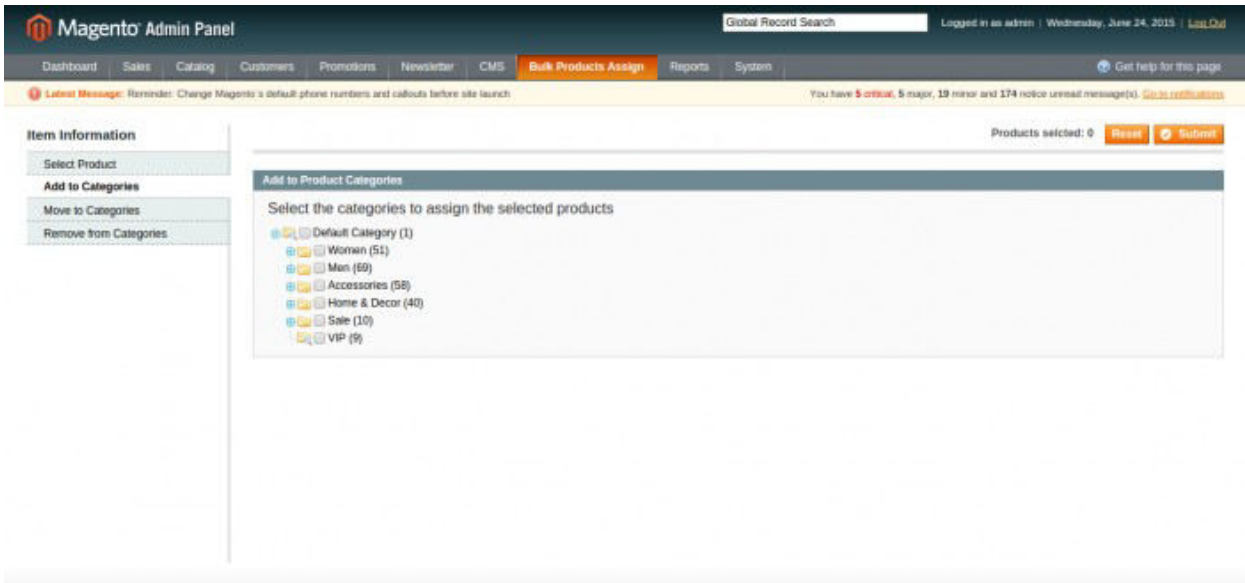 Magento Admin Panel
Global Record Search
Logged in as admin | Wednesday, June 24, 2015 | Log Out
Dashboard Sales Catalog Customers Promotions Newsletter CMS Bulk Products Assign Reports System Get help for this page
Latest Message: Reminder: Change Magento's default phone numbers and callouts before site launch You have 5 critical, 5 major, 19 minor and 174 notice unread message(s). Go to notifications
Item Information
Products selcted: 0 Reset Submit
Select Product
Add to Categories
Move to Categories
Remove from Categories
Add to Product Categories
Select the categories to assign the selected products
Default Category (1)
Women (51)
Men (69)
Accessories (58)
Home & Decor (40)
Sale (10)
VIP (9)